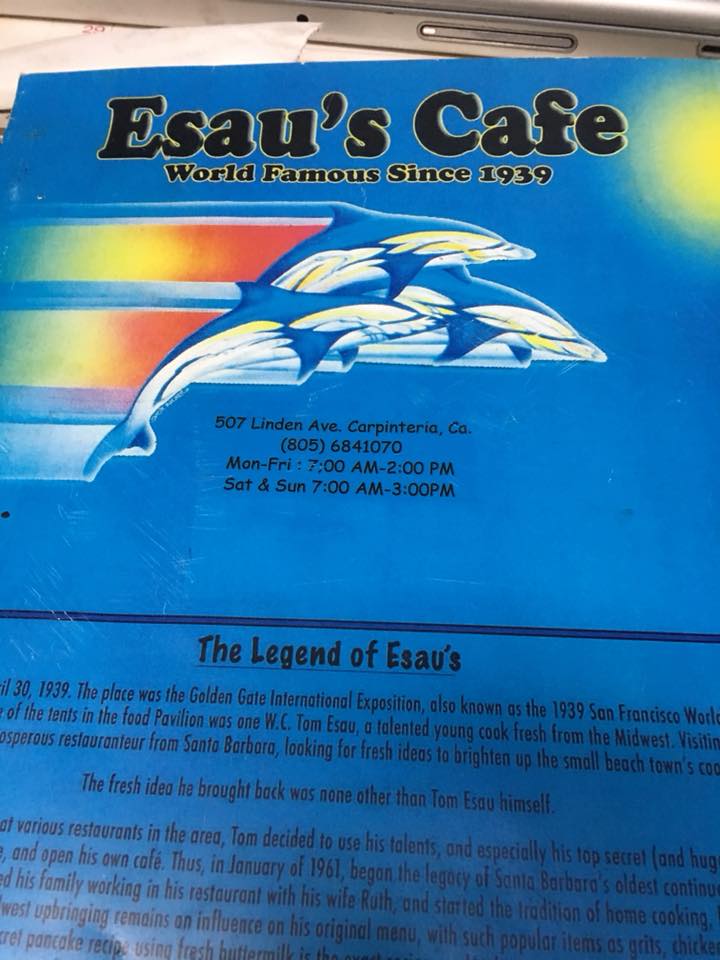 Esau's Cafe
World Famous Since 1939
507 Linden Ave. Carpinteria, Ca.
(805) 6841070
Mon-Fri : 7:00 AM-2:00 PM
Sat & Sun 7:00 AM-3:00PM
The Legend of Esau's
30, 1939. The place was the Golden Gate International Exposition, also known as the 1939 San Francisco
of the tents in the food Pavilion was one W.C. Tom Esau, a talented young cook fresh from the Midwest.
restauranteur from Santa Barbara, looking for fresh ideas to brighten up the small beach town's
The fresh idea he brought back was none other than Tom Esau himself.
at various restaurants in the area, Tom decided to use his talents, and especially his top secret (and
and open his own café. Thus, in January of 1961, began the legacy of Santa Barbara's oldest
his family working in his restaurant with his wife Ruth, and started the tradition of home cooking,
upbringing remains an influence on his original menu, with such popular items as grits,
pancake recipe using fresh buttermilk is the